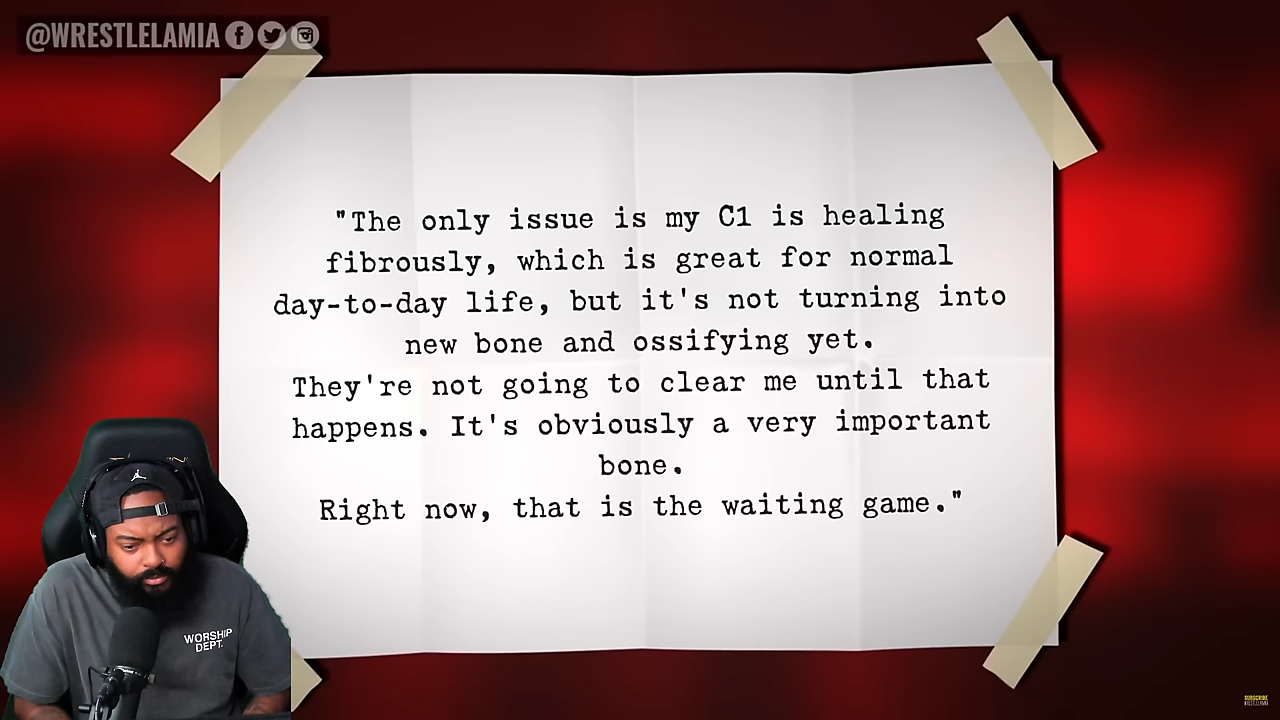 @WRESTLELAMIA
"The only issue is my C1 is healing
fibrously, which is great for normal
day-to-day life, but it's not turning into
new bone and ossifying yet.
They're not going to clear me until that
happens. It's obviously a very important
bone.
Right now, that is the waiting game."
WORSHIP
DEPT.
SUBSCRIBE
WRESTLELAMIA